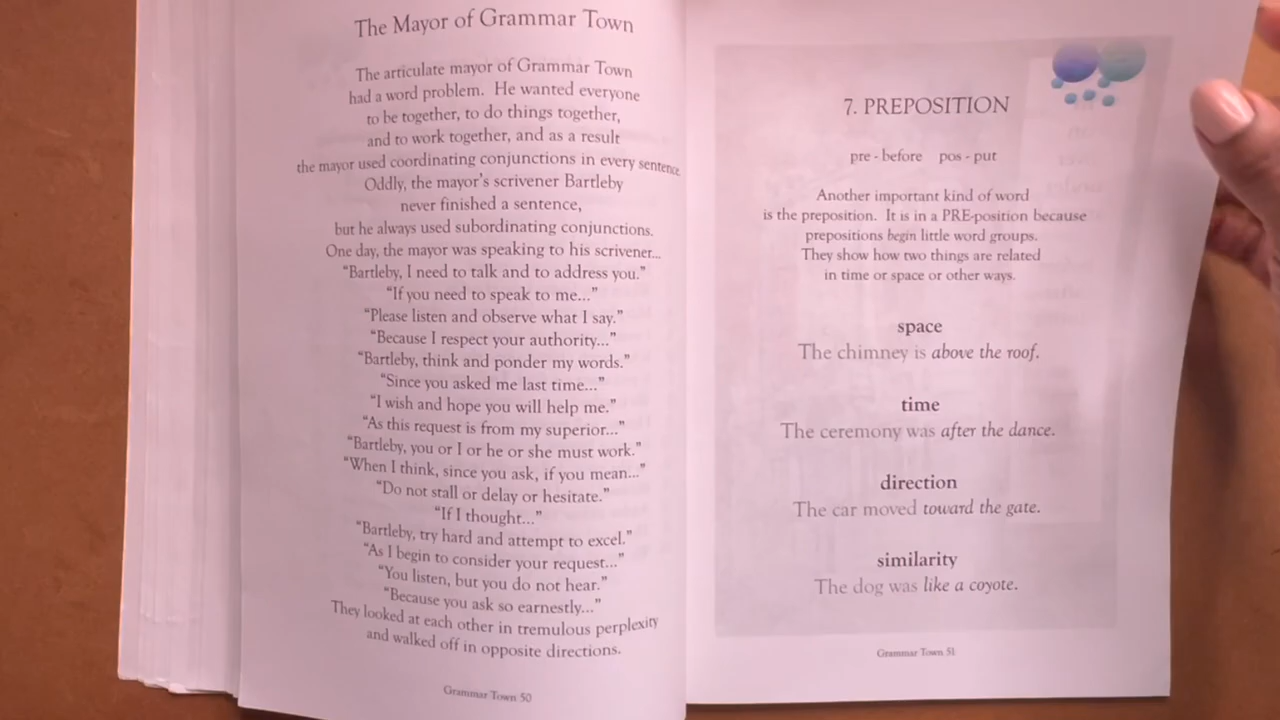 The Mayor of Grammar Town
The articulate mayor of Grammar Town
had a word problem. He wanted everyone
to be together, to do things together,
and to work together, and as a result
the mayor used coordinating conjunctions in every sentence.
Oddly, the mayor's scrivener Bartleby
never finished a sentence,
but he always used subordinating conjunctions.
One day, the mayor was speaking to his scrivener...
"Bartleby, I need to talk and to address you."
"If you need to speak to me..."
"Please listen and observe what I say."
"Because I respect your authority..."
"Bartleby, think and ponder my words."
"Since you asked me last time..."
"I wish and hope you will help me."
"As this request is from my superior..."
"Bartleby, you or I or he or she must work."
"When I think, since you ask, if you mean..."
"Do not stall or delay or hesitate."
"If I thought..."
"Bartleby, try hard and attempt to excel."
"As I begin to consider your request..."
"You listen, but you do not hear."
"Because you ask so earnestly..."
They looked at each other in tremulous perplexity
and walked off in opposite directions.
Grammar Town 50
7. PREPOSITION
pre - before pos - put
Another important kind of word
is the preposition. It is in a PRE-position because
prepositions begin little word groups.
They show how two things are related
in time or space or other ways.
space
The chimney is above the roof.
time
The ceremony was after the dance.
direction
The car moved toward the gate.
similarity
The dog was like a coyote.
Grammar Town 51